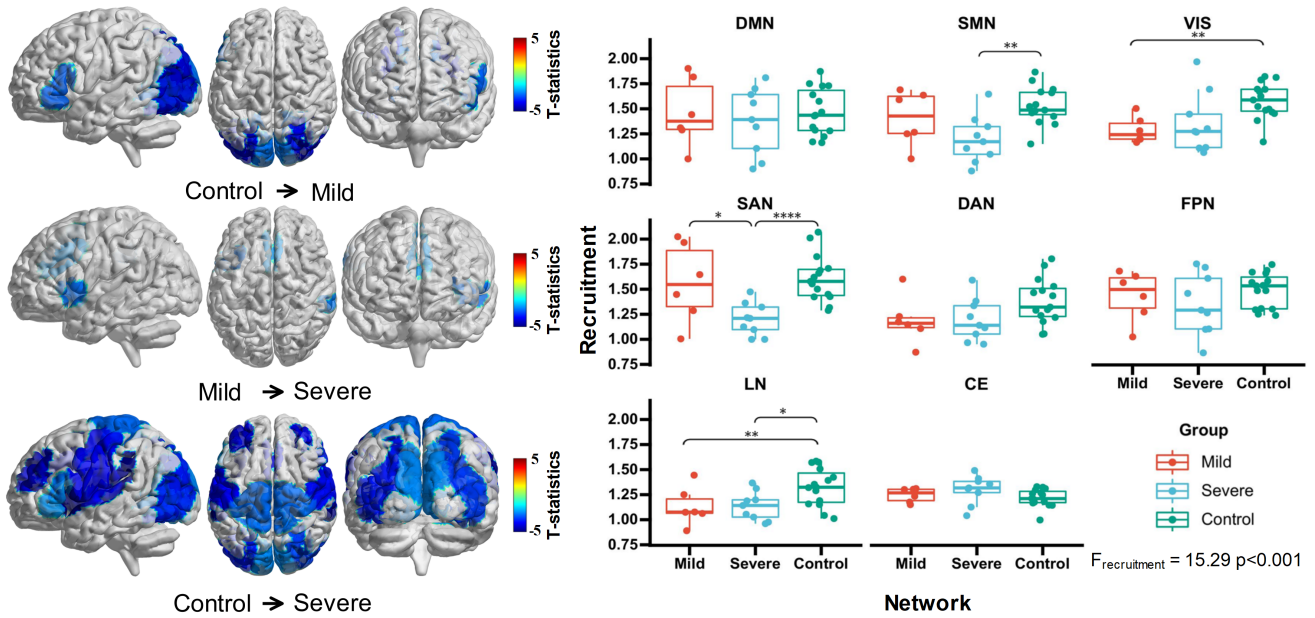 5
-5
T-statistics
Control → Mild
5
-5
T-statistics
Mild → Severe
5
-5
T-statistics
Control → Severe
Recruitment
DMN
SMN
VIS
**
**
2.00
1.75
1.50
1.25
1.00
0.75
SAN
DAN
FPN
*
****
2.00
1.75
1.50
1.25
1.00
0.75
Mild Severe Control
LN
CE
*
**
2.00
1.75
1.50
1.25
1.00
0.75
Mild Severe Control
Mild Severe Control
Group
Mild
Severe
Control
Frecruitment = 15.29 p<0.001
Network